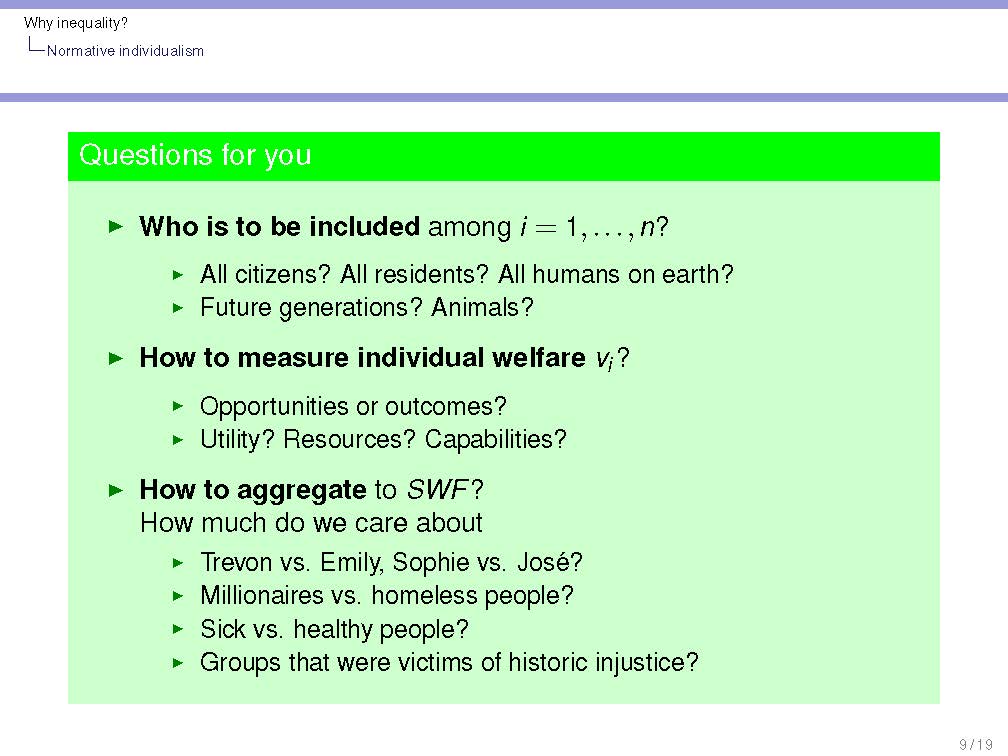 Why inequality?
Normative individualism
Questions for you
Who is to be included among i = 1, . . . , n?
All citizens? All residents? All humans on earth?
Future generations? Animals?
How to measure individual welfare vᵢ?
Opportunities or outcomes?
Utility? Resources? Capabilities?
How to aggregate to SWF?
How much do we care about
Trevon vs. Emily, Sophie vs. José?
Millionaires vs. homeless people?
Sick vs. healthy people?
Groups that were victims of historic injustice?
9 / 19